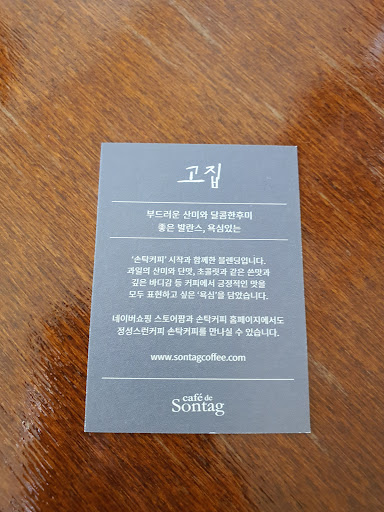 고집
부드러운 산미와 달콤한후미
좋은 발란스, 욕심있는
‘손탁커피’ 시작과 함께한 블렌딩입니다.
과일의 산미와 단맛, 초콜릿과 같은 쓴맛과
깊은 바디감 등 커피에서 긍정적인 맛을
모두 표현하고 싶은 ‘욕심’을 담았습니다.
네이버쇼핑 스토어팜과 손탁커피 홈페이지에서도
정성스런커피 손탁커피를 만나실 수 있습니다.
www.sontagcoffee.com
café de
Sontag